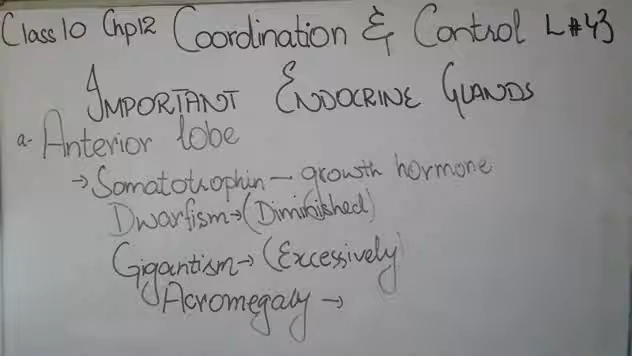 Class 10 Chp12 Coordination & Control L#43
IMPORTANT ENDOCRINE GLANDS
a- Anterior lobe
→ Somatotrophin – growth hormone
Dwarfism → (Diminished)
Gigantism → (Excessively)
Acromegaly →